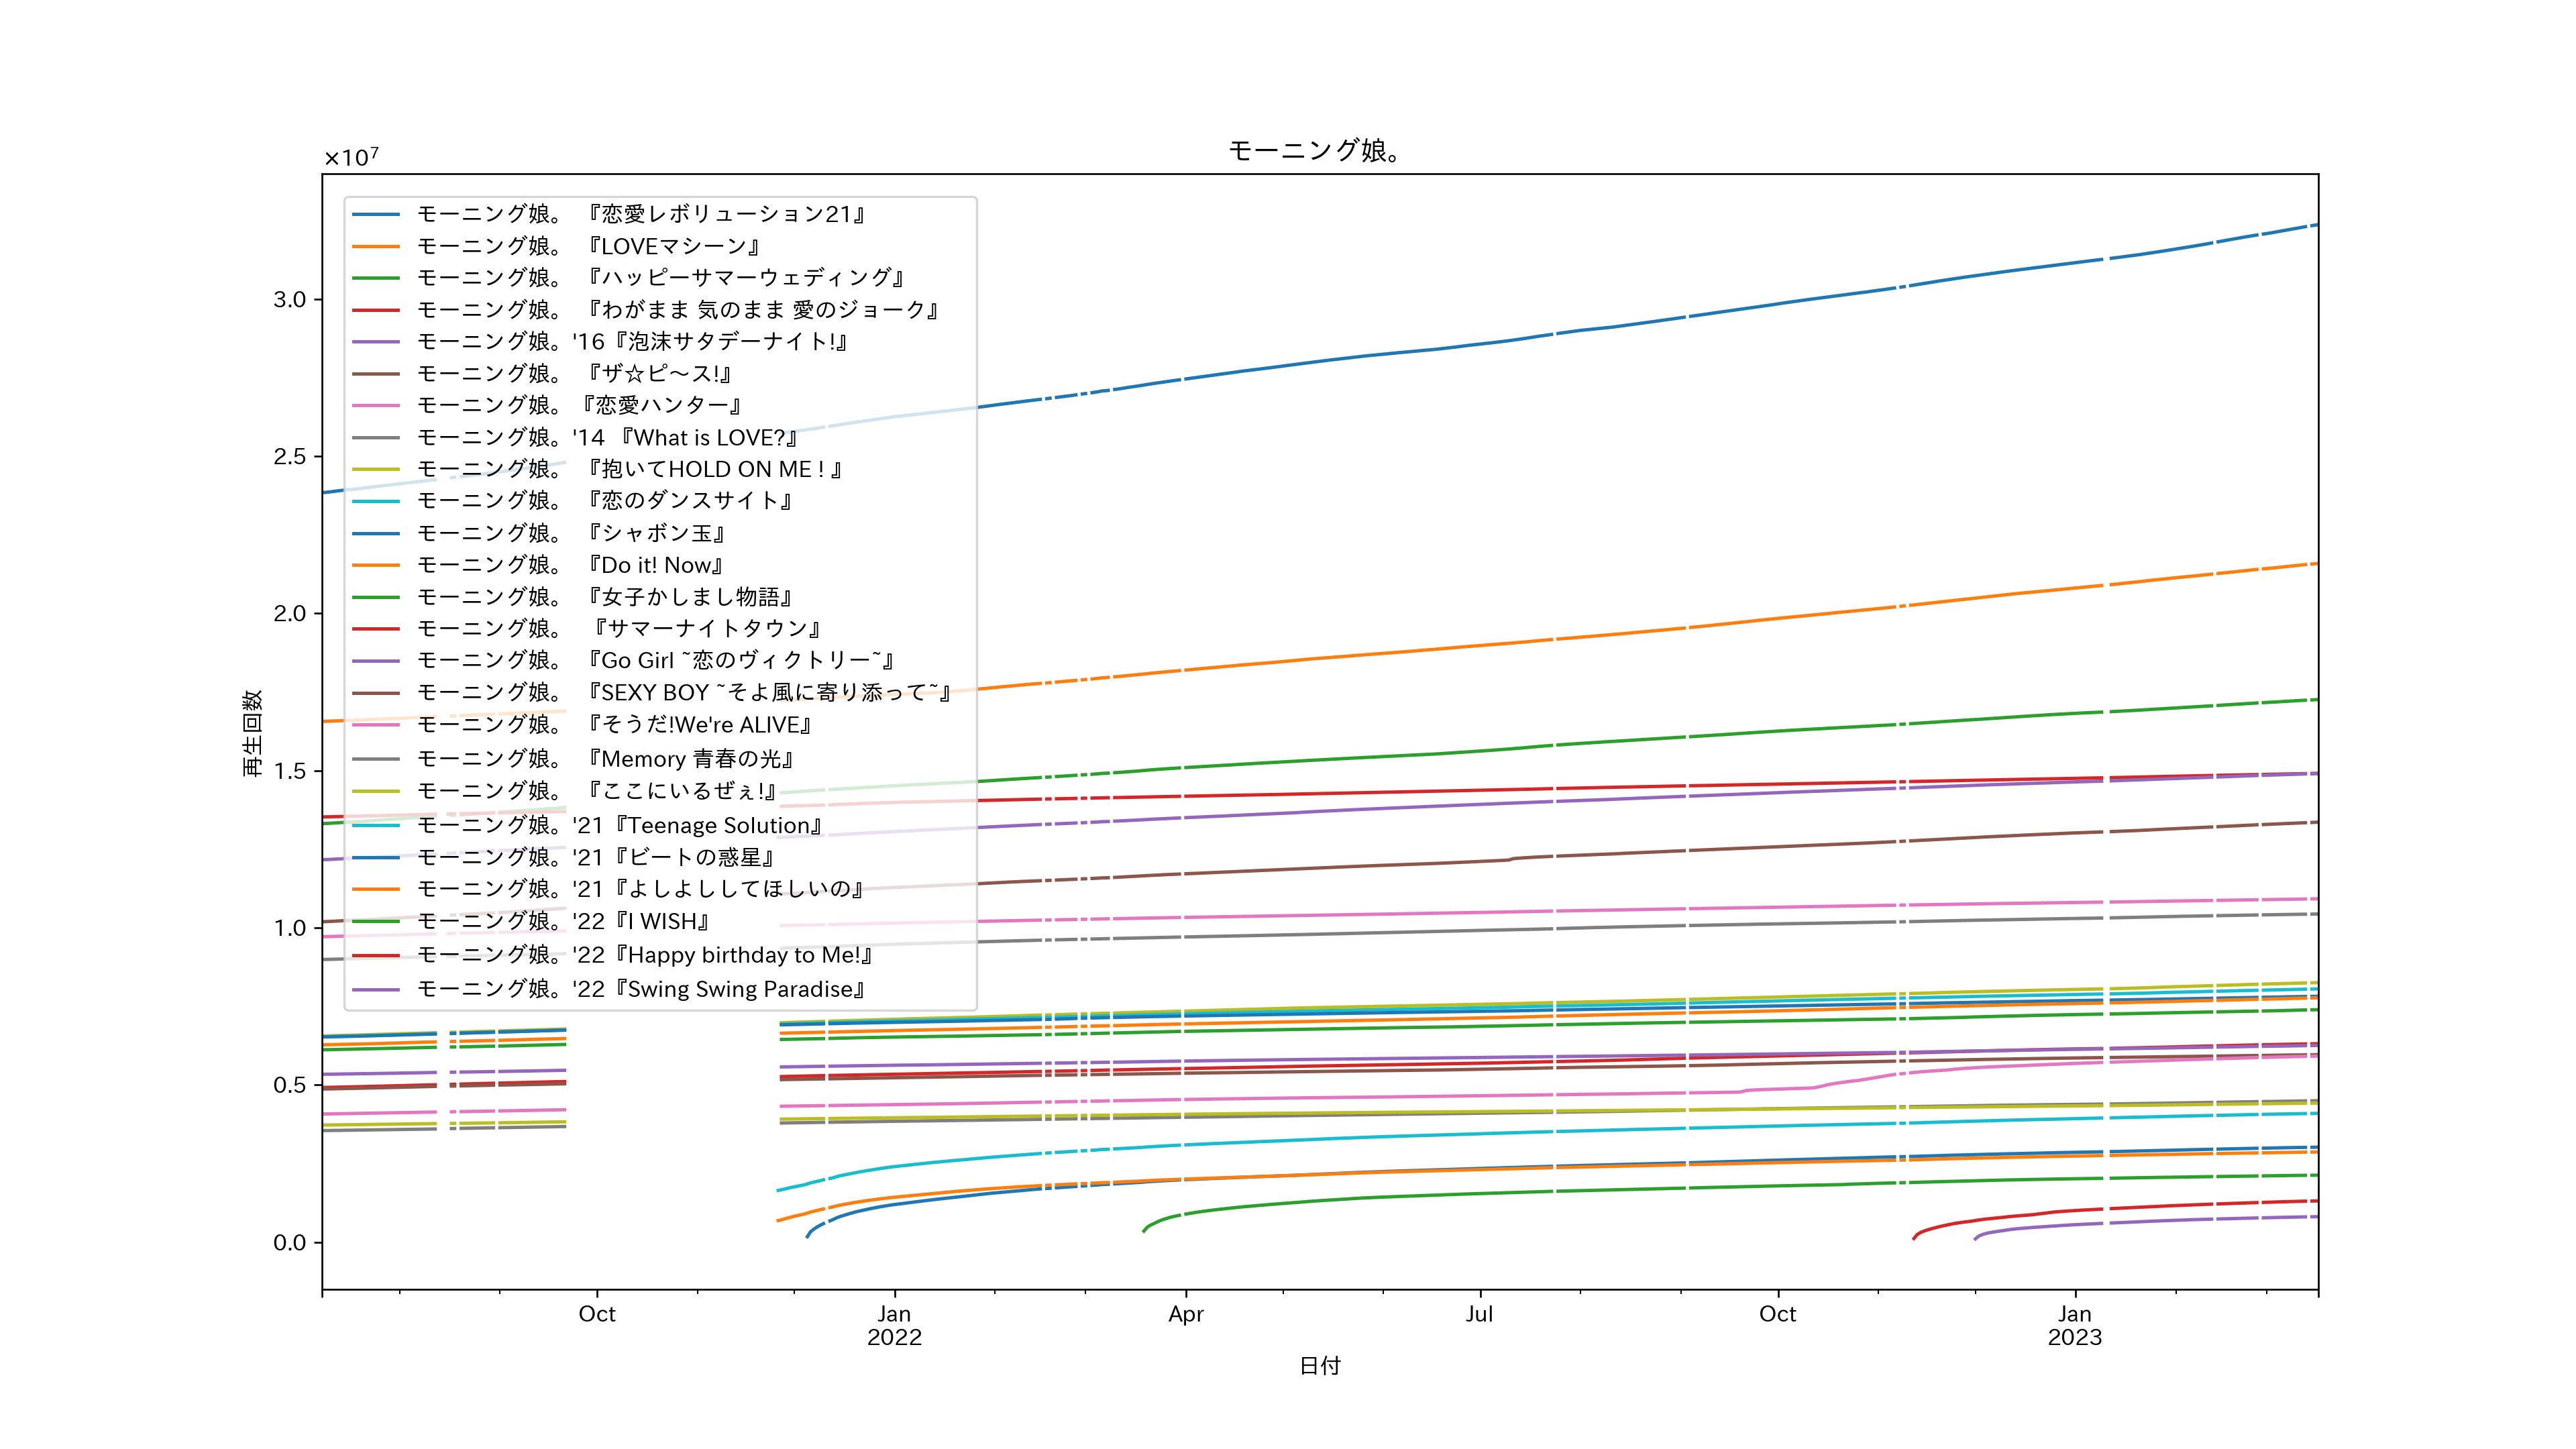 モーニング娘。
×10⁷
モーニング娘。 『恋愛レボリューション21』
モーニング娘。 『LOVEマシーン』
モーニング娘。 『ハッピーサマーウェディング』
モーニング娘。 『わがまま 気のまま 愛のジョーク』
モーニング娘。'16『泡沫サタデーナイト!』
モーニング娘。 『ザ☆ピ〜ス!』
モーニング娘。『恋愛ハンター』
モーニング娘。'14 『What is LOVE?』
モーニング娘。 『抱いてHOLD ON ME ! 』
モーニング娘。 『恋のダンスサイト』
モーニング娘。 『シャボン玉』
モーニング娘。 『Do it! Now』
モーニング娘。 『女子かしまし物語』
モーニング娘。 『サマーナイトタウン』
モーニング娘。 『Go Girl ~恋のヴィクトリー~』
モーニング娘。 『SEXY BOY ~そよ風に寄り添って~』
モーニング娘。 『そうだ!We're ALIVE』
モーニング娘。 『Memory 青春の光』
モーニング娘。 『ここにいるぜぇ!』
モーニング娘。'21『Teenage Solution』
モーニング娘。'21『ビートの惑星』
モーニング娘。'21『よしよししてほしいの』
モーニング娘。'22『I WISH』
モーニング娘。'22『Happy birthday to Me!』
モーニング娘。'22『Swing Swing Paradise』
3.0
2.5
2.0
1.5
1.0
0.5
0.0
再生回数
Oct Jan Apr Jul Oct Jan
2022 2023
日付